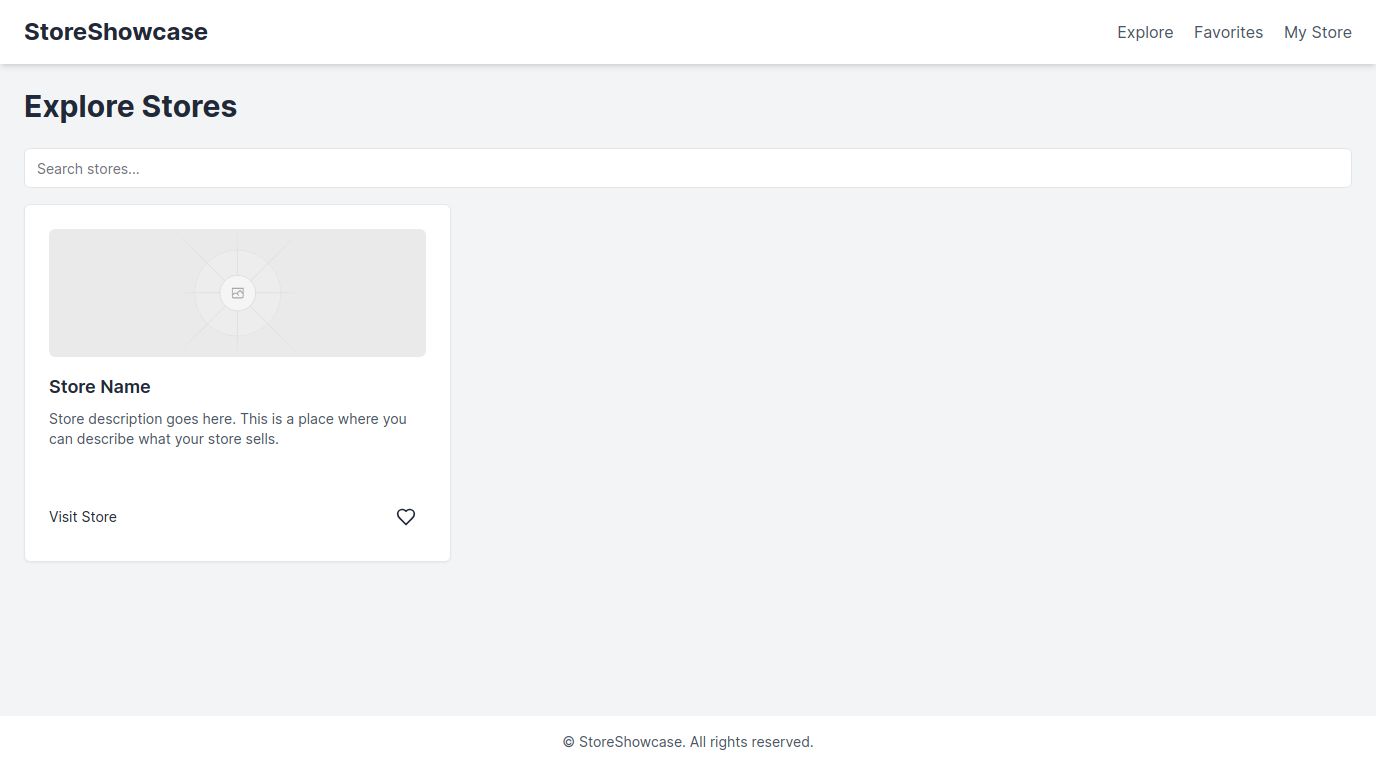 StoreShowcase
Explore
Favorites
My Store
Explore Stores
Search stores...
Store Name
Store description goes here. This is a place where you
can describe what your store sells.
Visit Store
© StoreShowcase. All rights reserved.